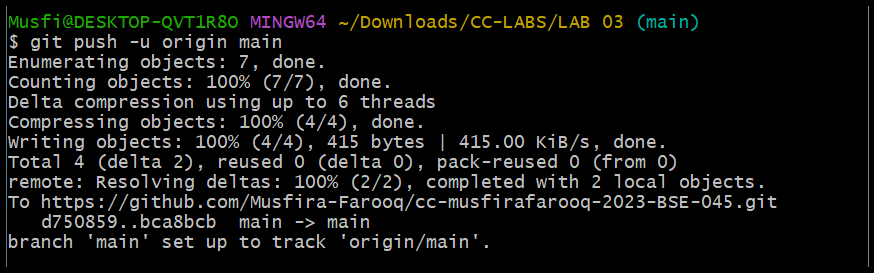 Musfi@DESKTOP-QVT1R8O MINGW64 ~/Downloads/CC-LABS/LAB 03 (main)
$ git push -u origin main
Enumerating objects: 7, done.
Counting objects: 100% (7/7), done.
Delta compression using up to 6 threads
Compressing objects: 100% (4/4), done.
Writing objects: 100% (4/4), 415 bytes | 415.00 KiB/s, done.
Total 4 (delta 2), reused 0 (delta 0), pack-reused 0 (from 0)
remote: Resolving deltas: 100% (2/2), completed with 2 local objects.
To https://github.com/Musfira-Farooq/cc-musfirafarooq-2023-BSE-045.git
   d750859..bca8bcb  main -> main
branch 'main' set up to track 'origin/main'.